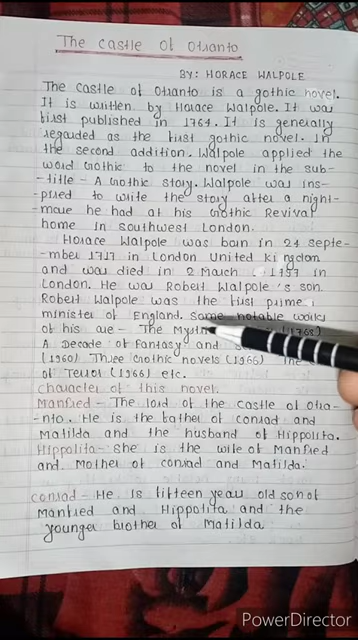 The Castle of Otranto
BY: HORACE WALPOLE
The Castle of Otranto is a gothic novel.
It is written by Horace Walpole. It was
first published in 1764. It is generally
regarded as the first gothic novel. In
the second addition. Walpole applied the
word Gothic to the novel in the sub-
-title - A Gothic story. Walpole was ins-
-pired to write the story after a night-
-mare he had at his Gothic Revival
home in Southwest London.
Horace Walpole was born in 24 septe-
-mber 1717 in London United Kingdom
and was died in 2 March in
London. He was Robert Walpole's son.
Robert Walpole was the first prime
minister of England. Some notable works
of his are - The (1768)
A Decade of Fantasy and
(1960) Three Gothic novels (1966) The
of Terror (1966) etc.
Character of this novel.
Manfred - The lord of the castle of Otra-
-nto. He is the father of conrad and
Matilda and the husband of Hippolita.
Hippolita - she is the wife of Manfred
and Mother of conrad and Matilda.
conrad - He is fifteen year old son of
Manfred and Hippolita and the
younger brother of Matilda
PowerDirector